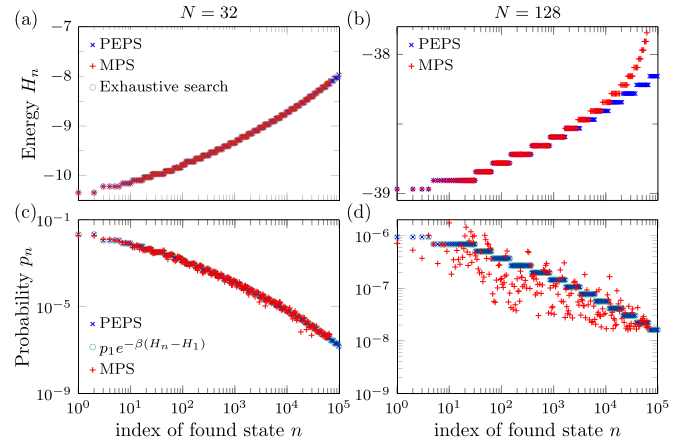 (a) N = 32
PEPS
MPS
Exhaustive search
Energy Hₙ
−7
−8
−9
−10
(b) N = 128
PEPS
MPS
−38
−39
(c)
PEPS
p₁e^{−β(Hₙ−H₁)}
MPS
Probability pₙ
10⁻¹
10⁻⁵
10⁻⁹
10⁰ 10¹ 10² 10³ 10⁴ 10⁵
index of found state n
(d)
10⁻⁶
10⁻⁷
10⁻⁸
10⁻⁹
10⁰ 10¹ 10² 10³ 10⁴ 10⁵
index of found state n